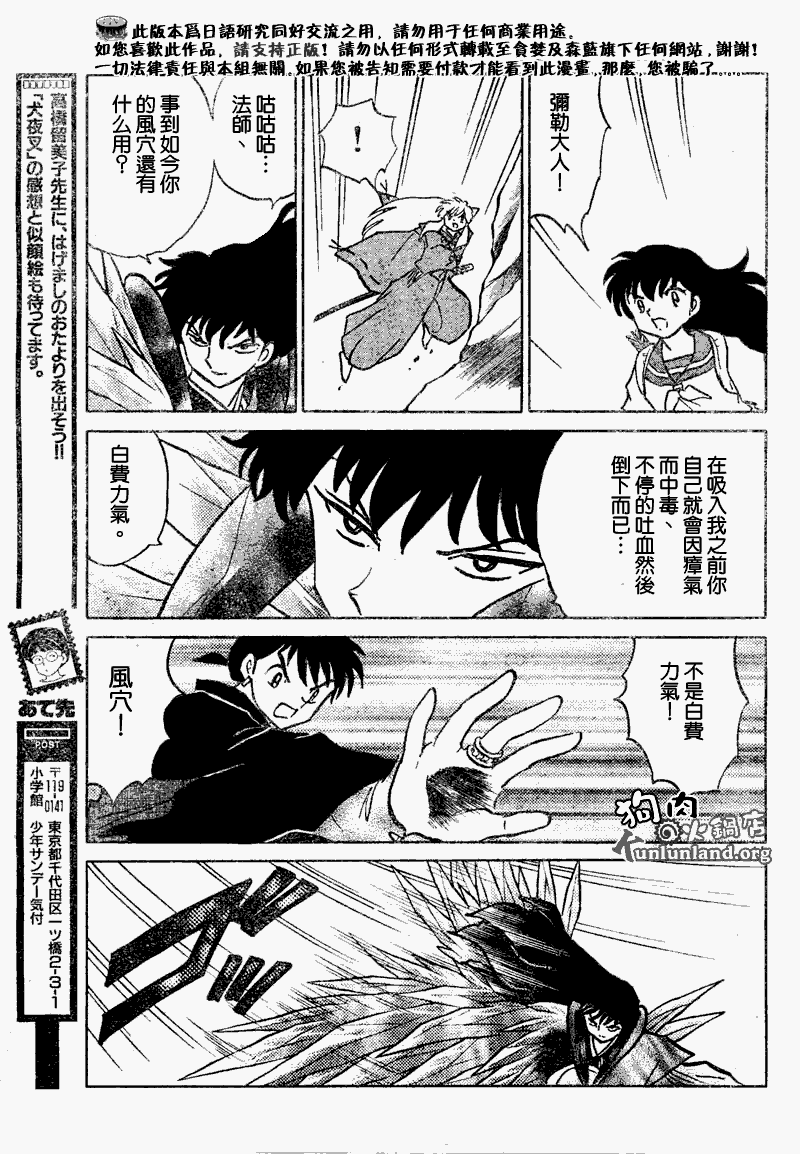 此版本爲日語研究同好交流之用，請勿用于任何商業用途。
如您喜歡此作品，請支持正版！請勿以任何形式轉載至貪婪及森藍旗下任何網站,謝謝！
一切法律責任與本組無關。如果您被告知需要付款才能看到此漫畫,,那麽,您被騙了......
彌勒大人！
！
咕咕咕…
法師、
事到如今你
的風穴還有
什么用？
在吸入我之前你
自己就會因瘴氣
而中毒、
不停的吐血然後
倒下而已…
白費力氣。
不是白費
力氣！
風穴！
狗肉
の火鍋店
Kunlunland.org
高橋留美子先生に、はげましのおたよりを出そう!!
『犬夜叉』の感想と似顔絵も待ってます。
あて先
POST
〒119-0141 東京都千代田区一ツ橋2-3-1
小学館 少年サンデー気付